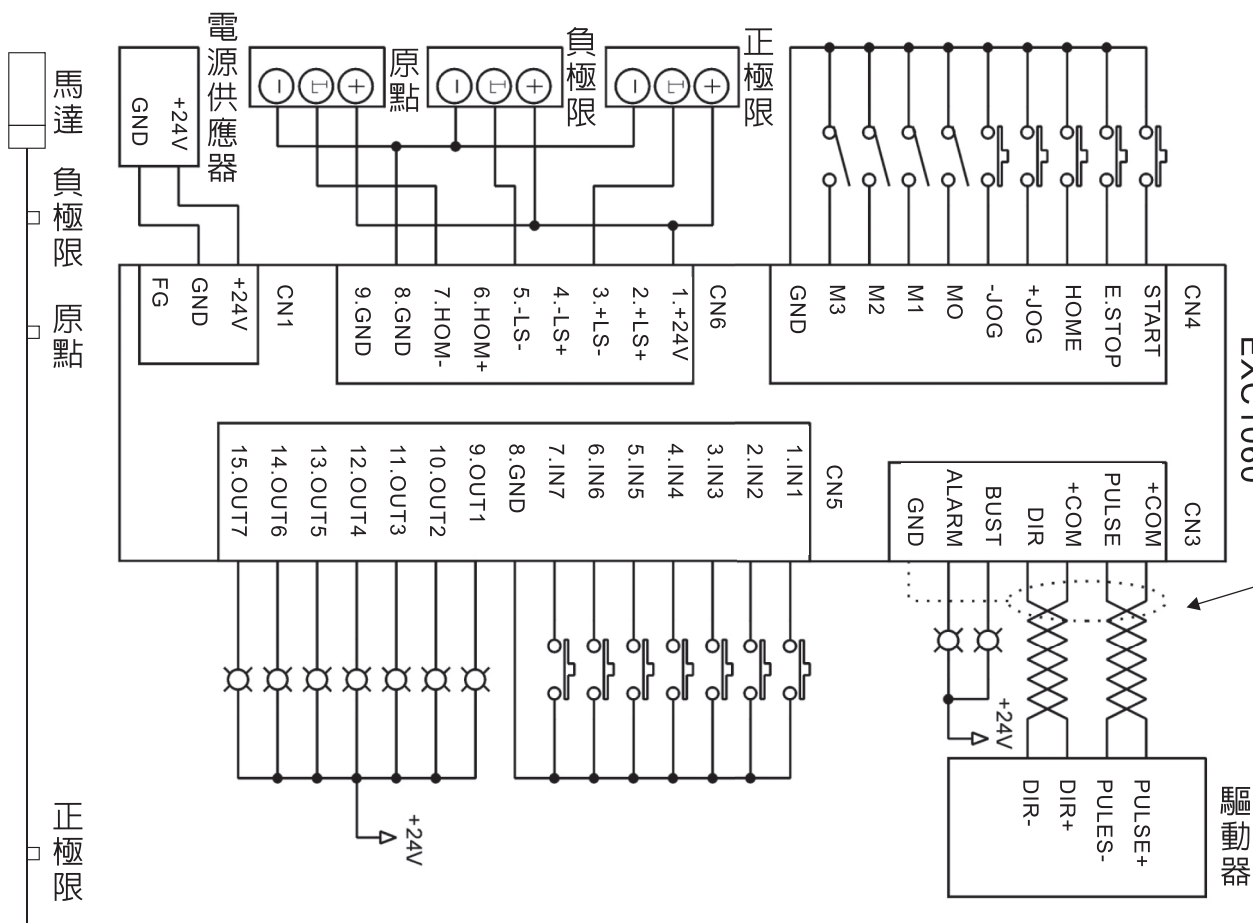 馬達
負極限
原點
正極限
電源供應器
+24V
GND
原點
- L +
負極限
- L +
正極限
- L +
CN1
+24V
GND
FG
CN6
1.+24V
2.+LS+
3.+LS-
4.-LS+
5.-LS-
6.HOM+
7.HOM-
8.GND
9.GND
CN4
START
E.STOP
HOME
+JOG
-JOG
MO
M1
M2
M3
GND
EXC1060
CN5
1.IN1
2.IN2
3.IN3
4.IN4
5.IN5
6.IN6
7.IN7
8.GND
9.OUT1
10.OUT2
11.OUT3
12.OUT4
13.OUT5
14.OUT6
15.OUT7
+24V
CN3
+COM
PULSE
+COM
DIR
BUST
ALARM
GND
+24V
驅動器
PULSE+
PULES-
DIR+
DIR-